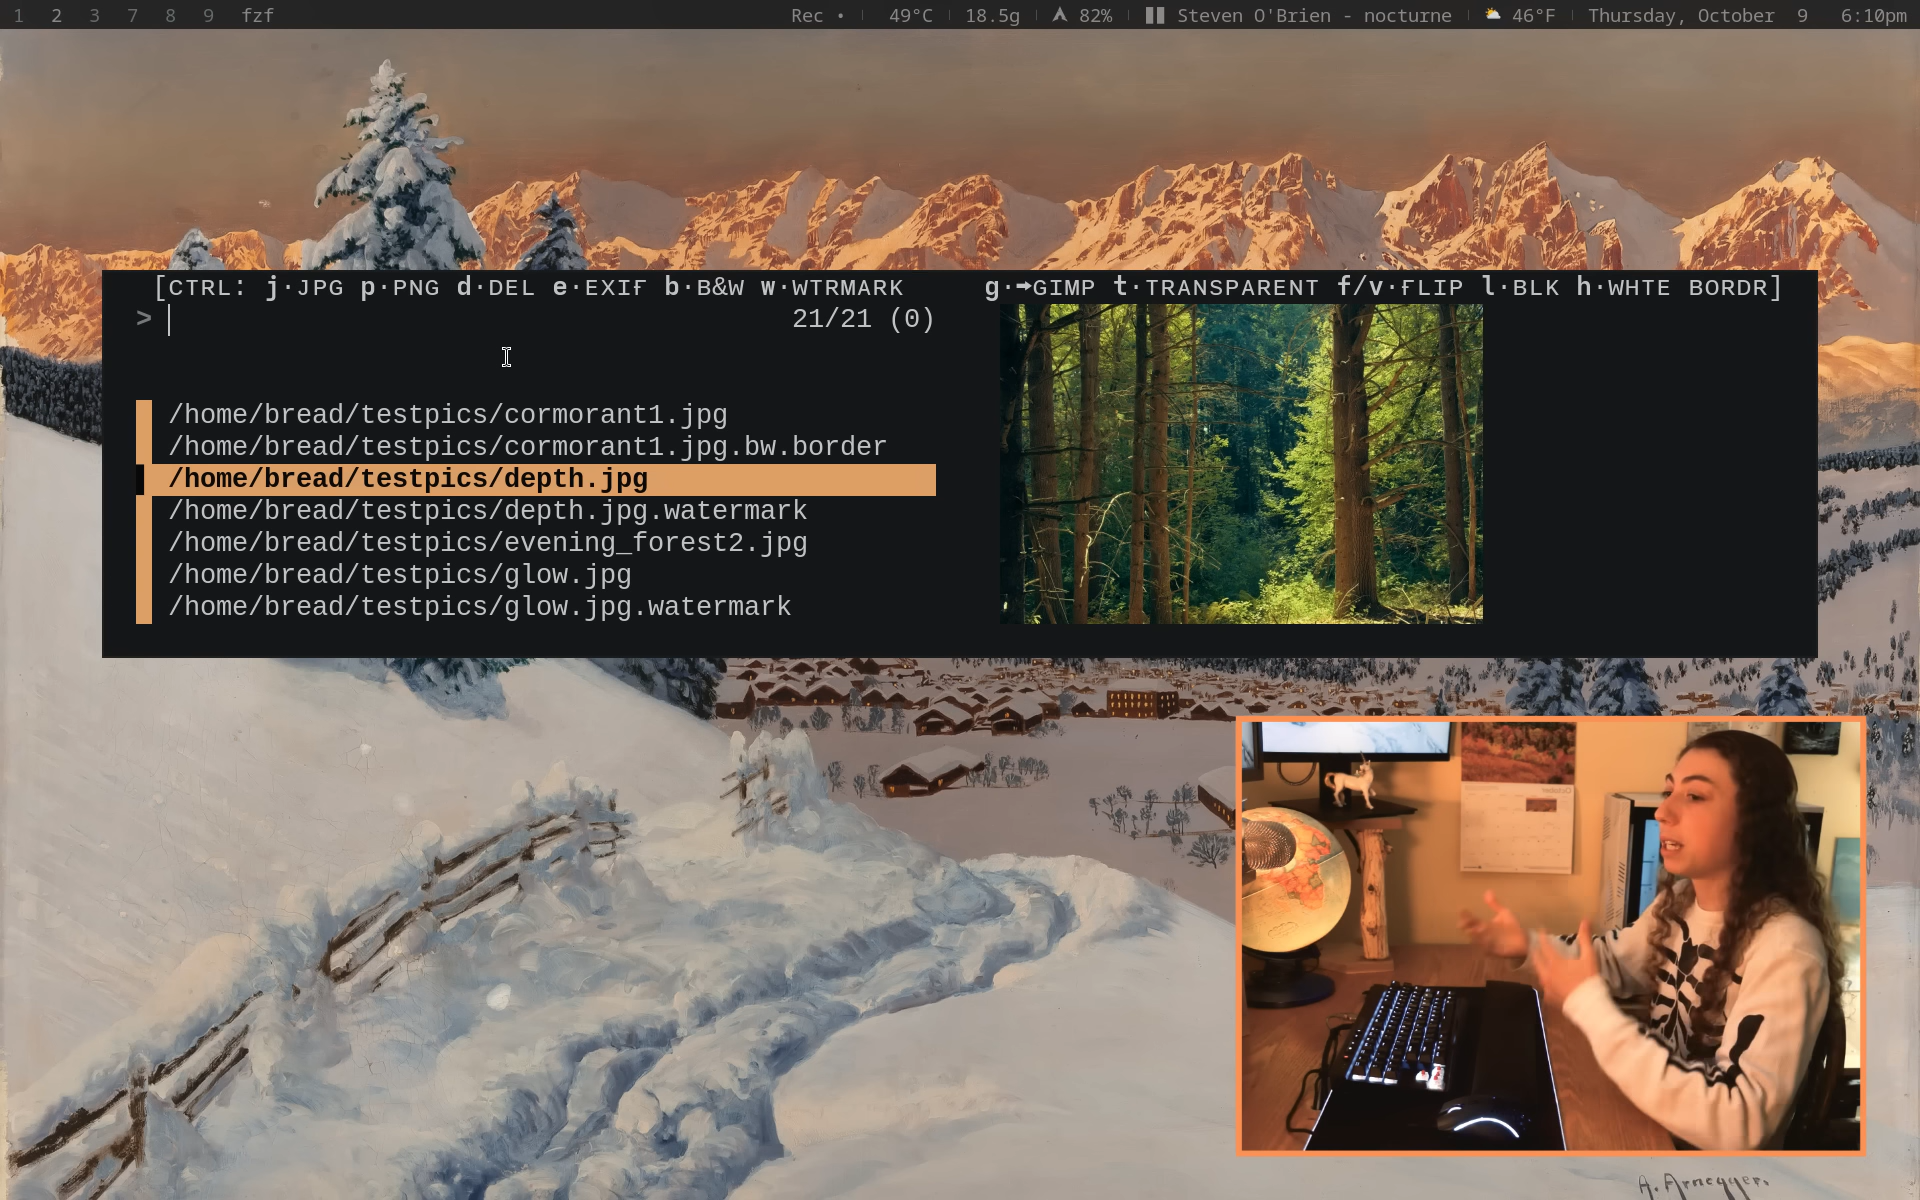 1 2 3 7 8 9 fzf Rec • 49°C 18.5g 82% Steven O'Brien - nocturne 46°F Thursday, October 9 6:10pm
[CTRL: j·JPG p·PNG d·DEL e·EXIF b·B&W w·WTRMARK g·➡GIMP t·TRANSPARENT f/v·FLIP l·BLK h·WHTE BORDR]
> 21/21 (0)
/home/bread/testpics/cormorant1.jpg
/home/bread/testpics/cormorant1.jpg.bw.border
/home/bread/testpics/depth.jpg
/home/bread/testpics/depth.jpg.watermark
/home/bread/testpics/evening_forest2.jpg
/home/bread/testpics/glow.jpg
/home/bread/testpics/glow.jpg.watermark
October
A. Arnegger.